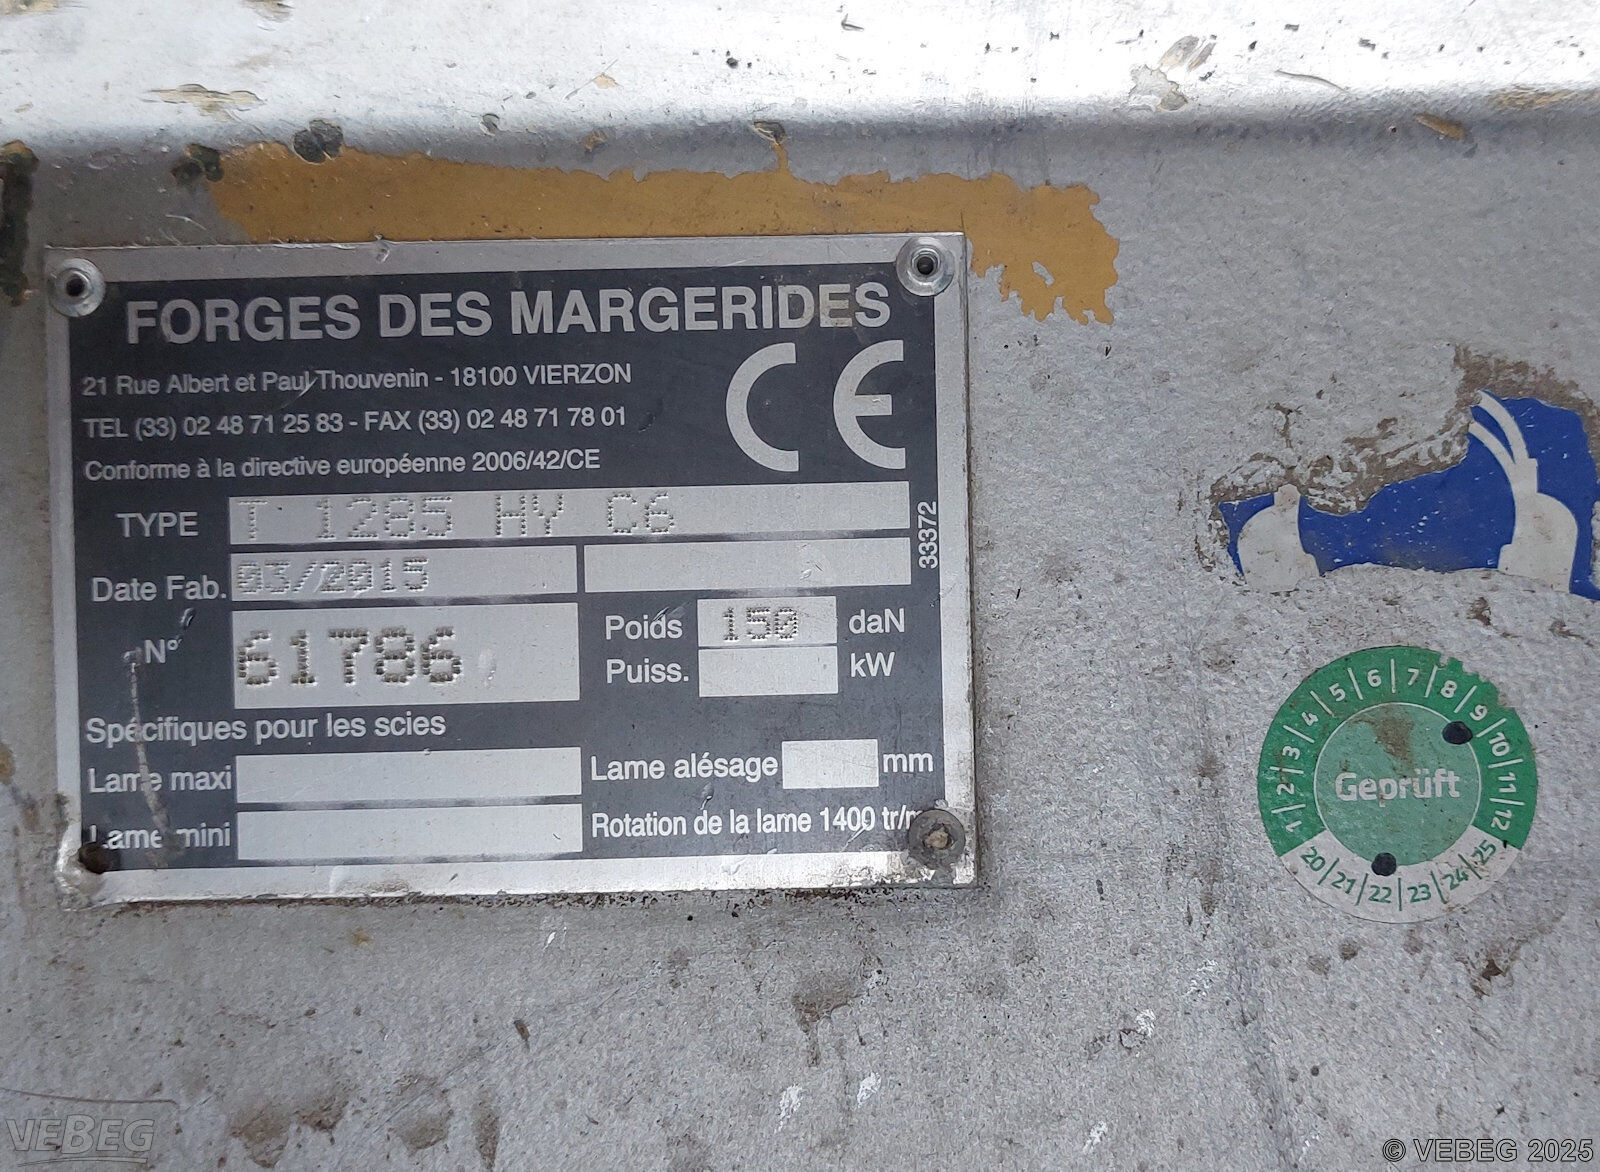 FORGES DES MARGERIDES
21 Rue Albert et Paul Thouvenin - 18100 VIERZON
TEL (33) 02 48 71 25 83 - FAX (33) 02 48 71 78 01
Conforme à la directive européenne 2006/42/CE
CE
TYPE T 1285 HY C6
33372
Date Fab. 03/2015
N° 61786
Poids 150 daN
Puiss. kW
Spécifiques pour les scies
Lame maxi
Lame alésage mm
Lame mini
Rotation de la lame 1400 tr/
1 2 3 4 5 6 7 8 9 10 11 12
Geprüft
20 21 22 23 24 25
VEBEG
© VEBEG 2025